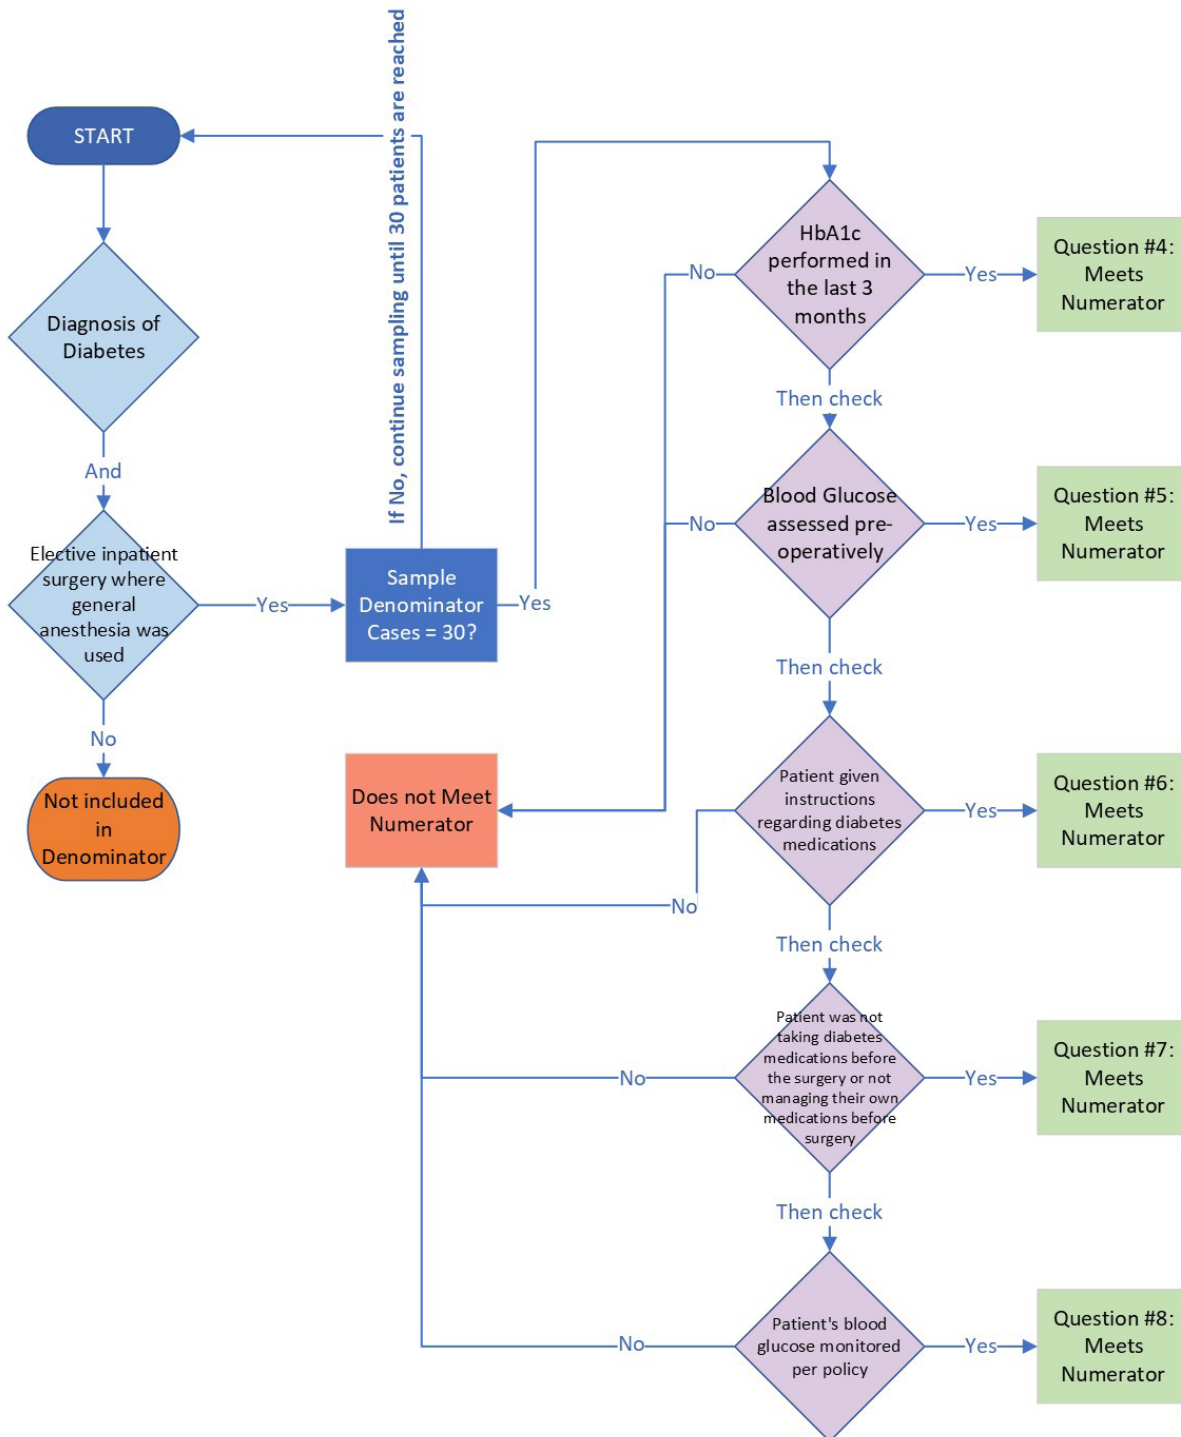 START
Diagnosis of
Diabetes
And
Elective inpatient
surgery where
general
anesthesia was
used
No
Not included
in
Denominator
Yes
Sample
Denominator
Cases = 30?
If No, continue sampling until 30 patients are reached
Yes
HbA1c
performed in
the last 3
months
No
Yes
Question #4:
Meets
Numerator
Then check
Blood Glucose
assessed pre-
operatively
No
Yes
Question #5:
Meets
Numerator
Then check
Does not Meet
Numerator
Patient given
instructions
regarding diabetes
medications
No
Yes
Question #6:
Meets
Numerator
Then check
Patient was not
taking diabetes
medications before
the surgery or not
managing their own
medications before
surgery
No
Yes
Question #7:
Meets
Numerator
Then check
Patient's blood
glucose monitored
per policy
No
Yes
Question #8:
Meets
Numerator